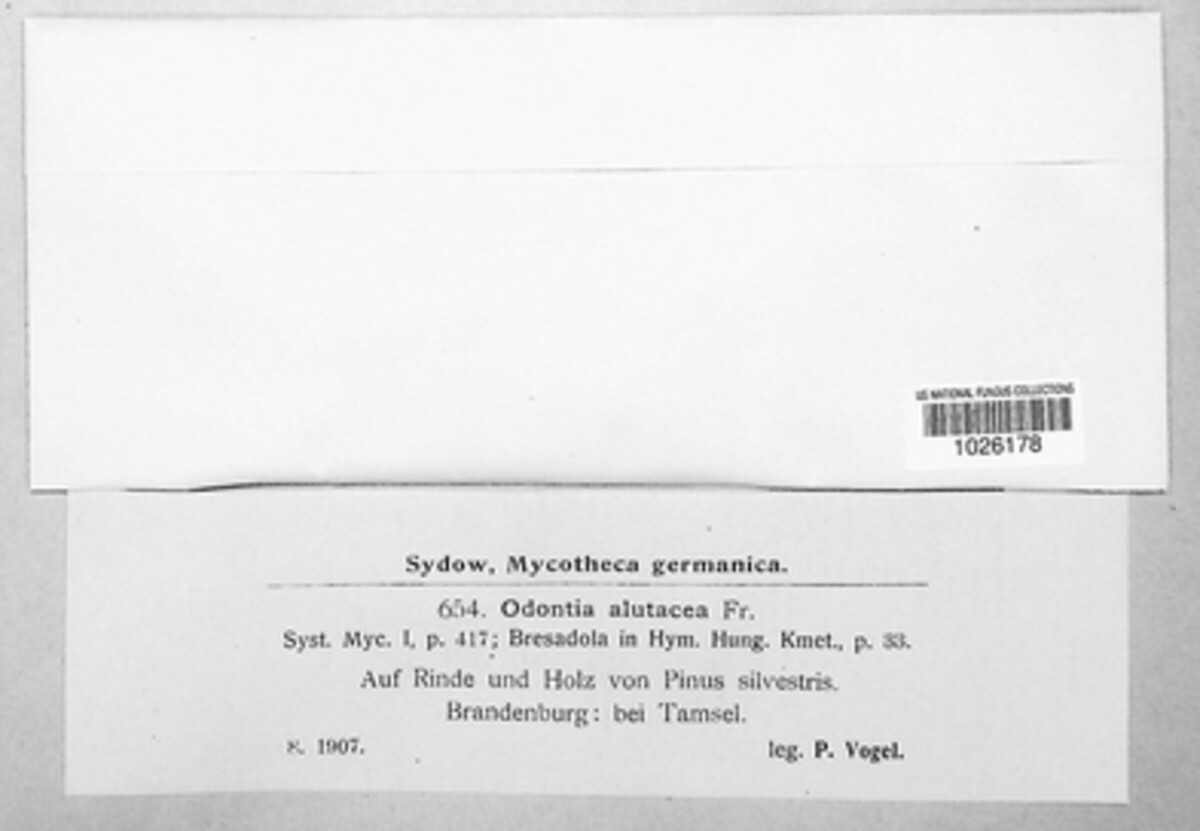 US NATIONAL FUNGUS COLLECTIONS
1026178
Sydow, Mycotheca germanica.
654. Odontia alutacea Fr.
Syst. Myc. I, p. 417; Bresadola in Hym. Hung. Kmet., p. 33.
Auf Rinde und Holz von Pinus silvestris.
Brandenburg: bei Tamsel.
1907. leg. P. Vogel.